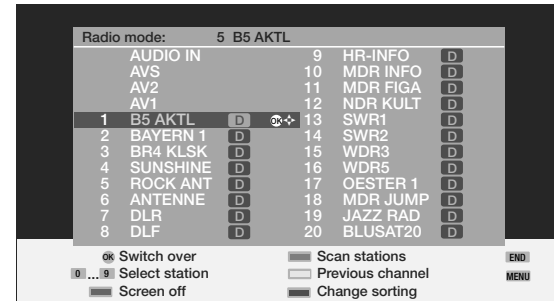 Radio mode: 5 B5 AKTL
AUDIO IN
AVS
AV2
AV1
1 B5 AKTL D OK
2 BAYERN 1 D
3 BR4 KLSK D
4 SUNSHINE D
5 ROCK ANT D
6 ANTENNE D
7 DLR D
8 DLF D
9 HR-INFO D
10 MDR INFO D
11 MDR FIGA D
12 NDR KULT D
13 SWR1 D
14 SWR2 D
15 WDR3 D
16 WDR5 D
17 OESTER 1 D
18 MDR JUMP D
19 JAZZ RAD D
20 BLUSAT20 D
OK Switch over
0 ... 9 Select station
Screen off
Scan stations
Previous channel
Change sorting
END
MENU